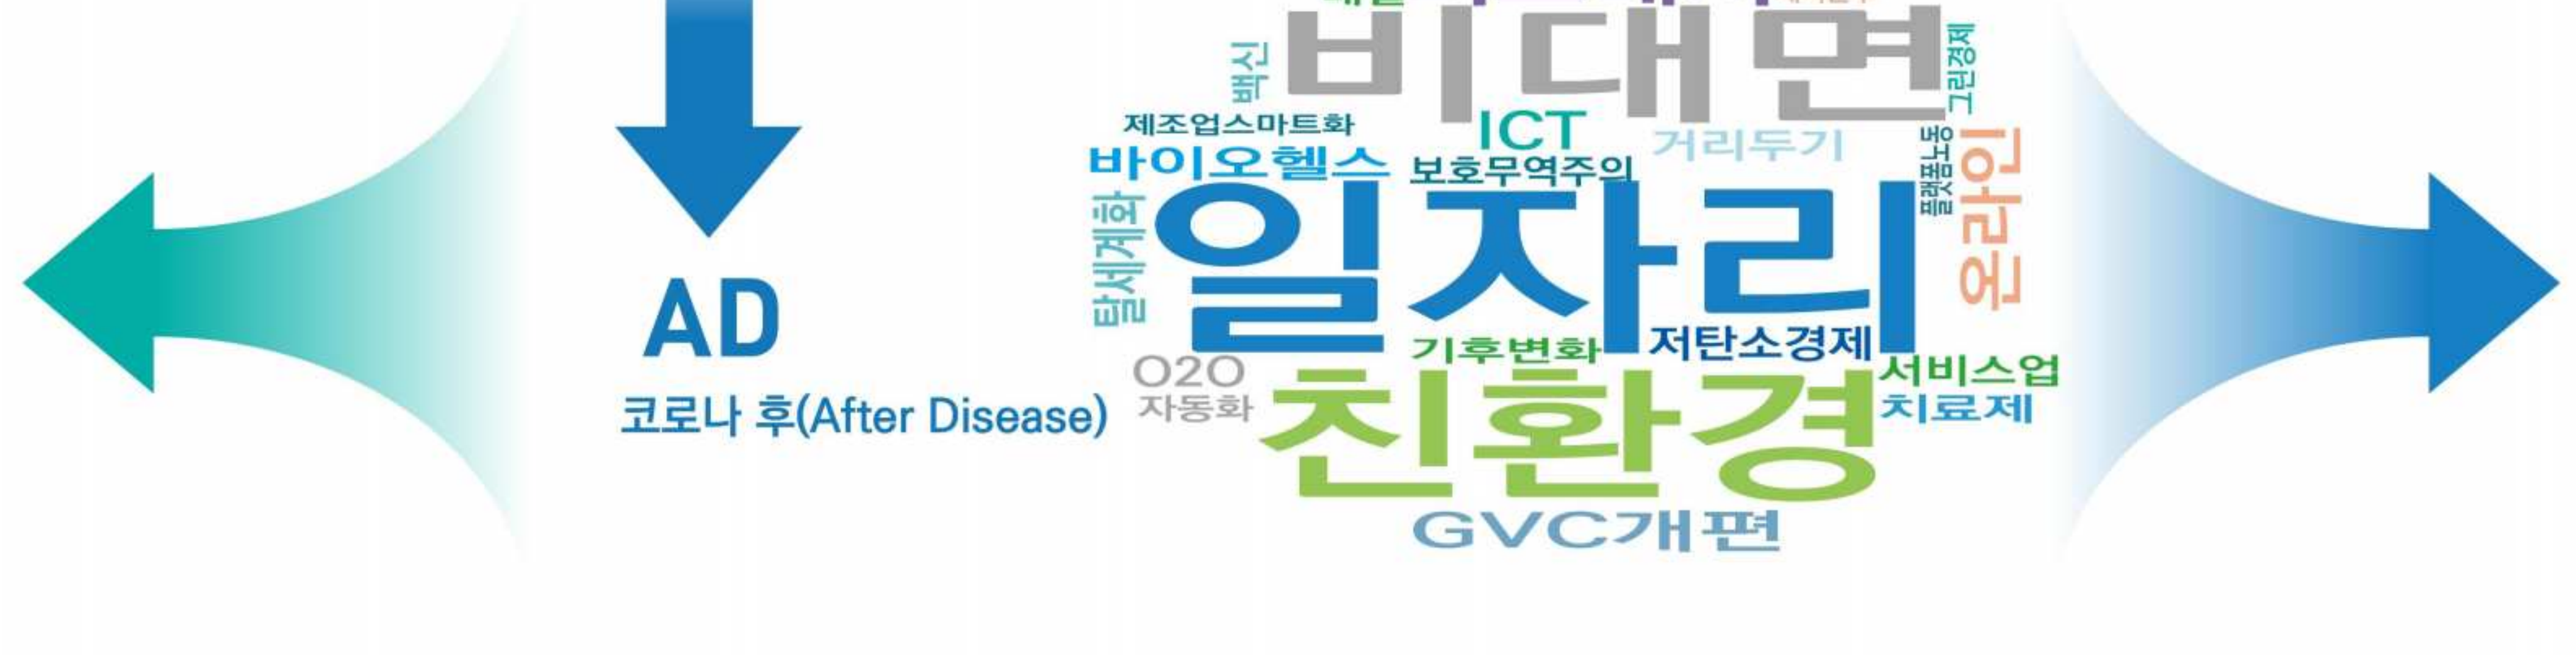 비대면
백신
그린경제
제조업스마트화
ICT
거리두기
바이오헬스
보호무역주의
플랫폼노동
온라인
탈세계화
일자리
AD
기후변화
저탄소경제
O2O
서비스업
코로나 후(After Disease)
자동화
친환경
치료제
GVC개편